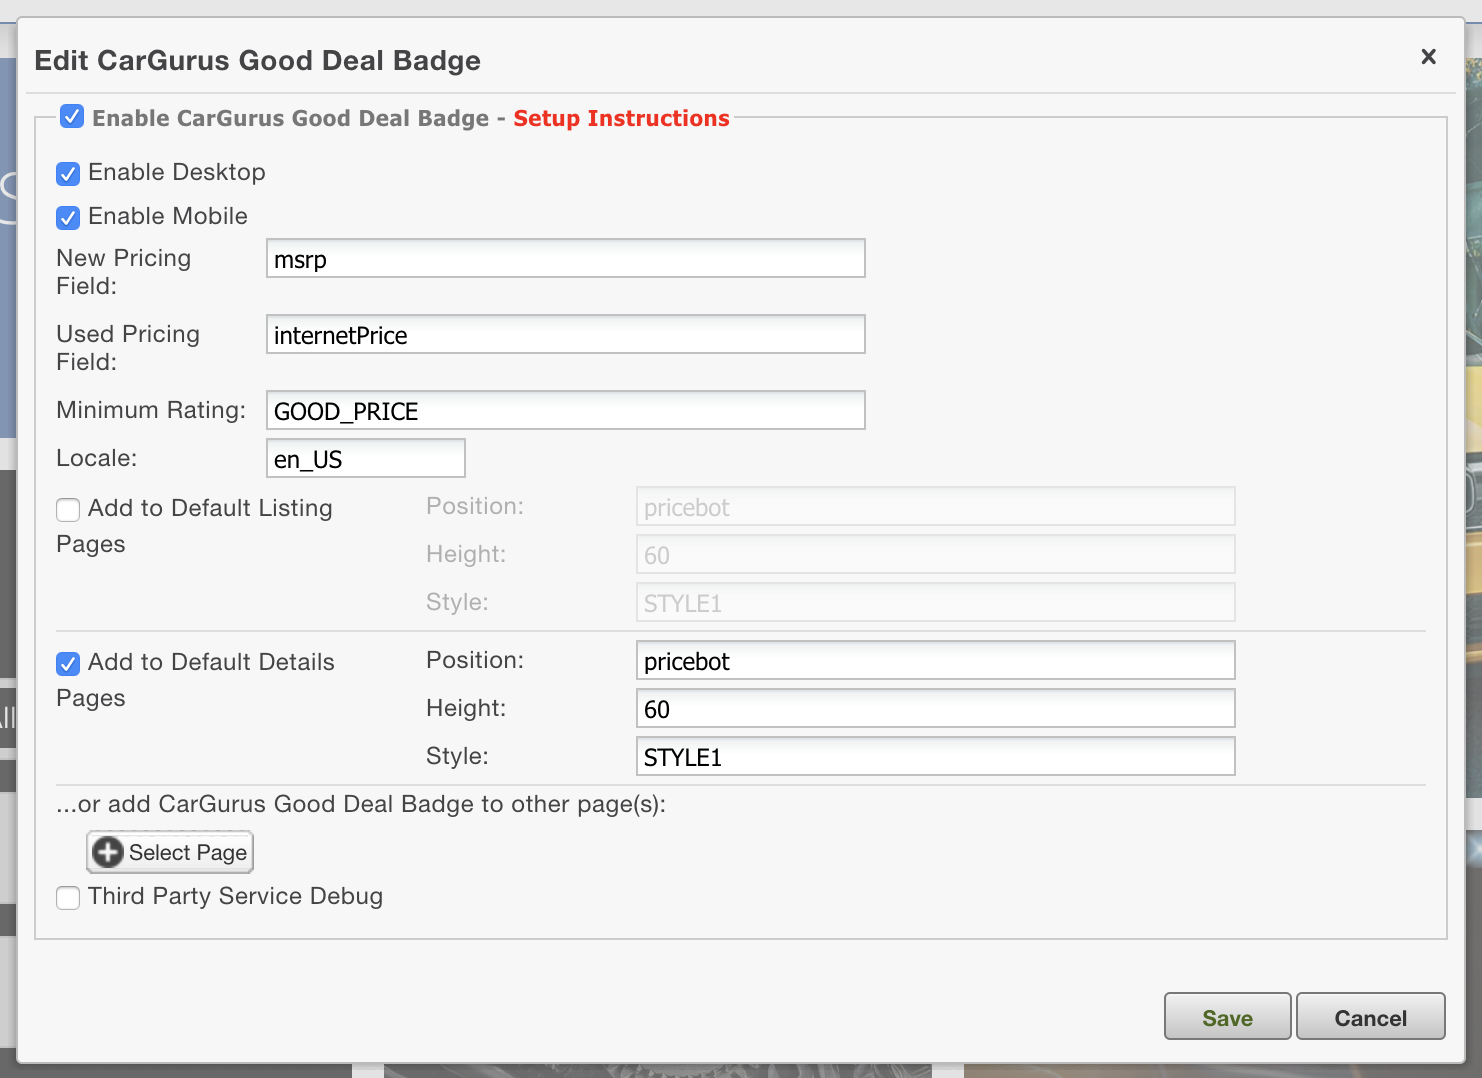 Edit CarGurus Good Deal Badge
Enable CarGurus Good Deal Badge - Setup Instructions
Enable Desktop
Enable Mobile
New Pricing
Field:
msrp
Used Pricing
Field:
internetPrice
Minimum Rating: GOOD_PRICE
Locale: en_US
Add to Default Listing
Pages
Position: pricebot
Height: 60
Style: STYLE1
Add to Default Details
Pages
Position: pricebot
Height: 60
Style: STYLE1
...or add CarGurus Good Deal Badge to other page(s):
Select Page
Third Party Service Debug
Save Cancel